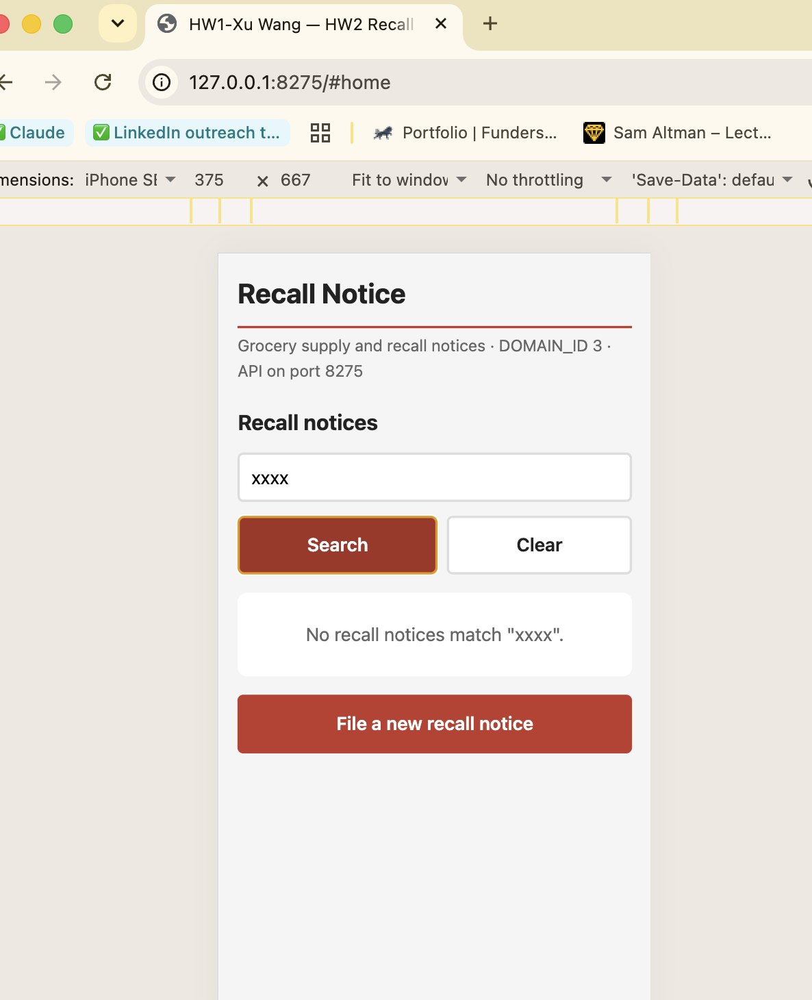 HW1-Xu Wang — HW2 Recall
127.0.0.1:8275/#home
Claude
LinkedIn outreach t...
Portfolio | Funders...
Sam Altman – Lect...
mensions: iPhone SE 375 × 667 Fit to window No throttling 'Save-Data': defau
Recall Notice
Grocery supply and recall notices · DOMAIN_ID 3 ·
API on port 8275
Recall notices
xxxx
Search
Clear
No recall notices match "xxxx".
File a new recall notice